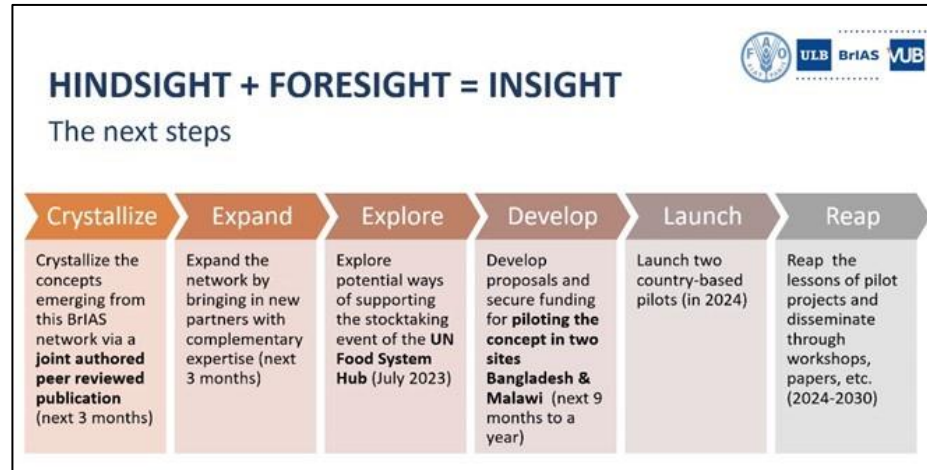 FAO
FIAT PANIS
ULB
BrIAS
VUB
HINDSIGHT + FORESIGHT = INSIGHT
The next steps
Crystallize
Crystallize the
concepts
emerging from
this BrIAS
network via a
joint authored
peer reviewed
publication
(next 3 months)
Expand
Expand the
network by
bringing in new
partners with
complementary
expertise (next
3 months)
Explore
Explore
potential ways
of supporting
the stocktaking
event of the UN
Food System
Hub (July 2023)
Develop
Develop
proposals and
secure funding
for piloting the
concept in two
sites
Bangladesh &
Malawi (next 9
months to a
year)
Launch
Launch two
country-based
pilots (in 2024)
Reap
Reap the
lessons of pilot
projects and
disseminate
through
workshops,
papers, etc.
(2024-2030)